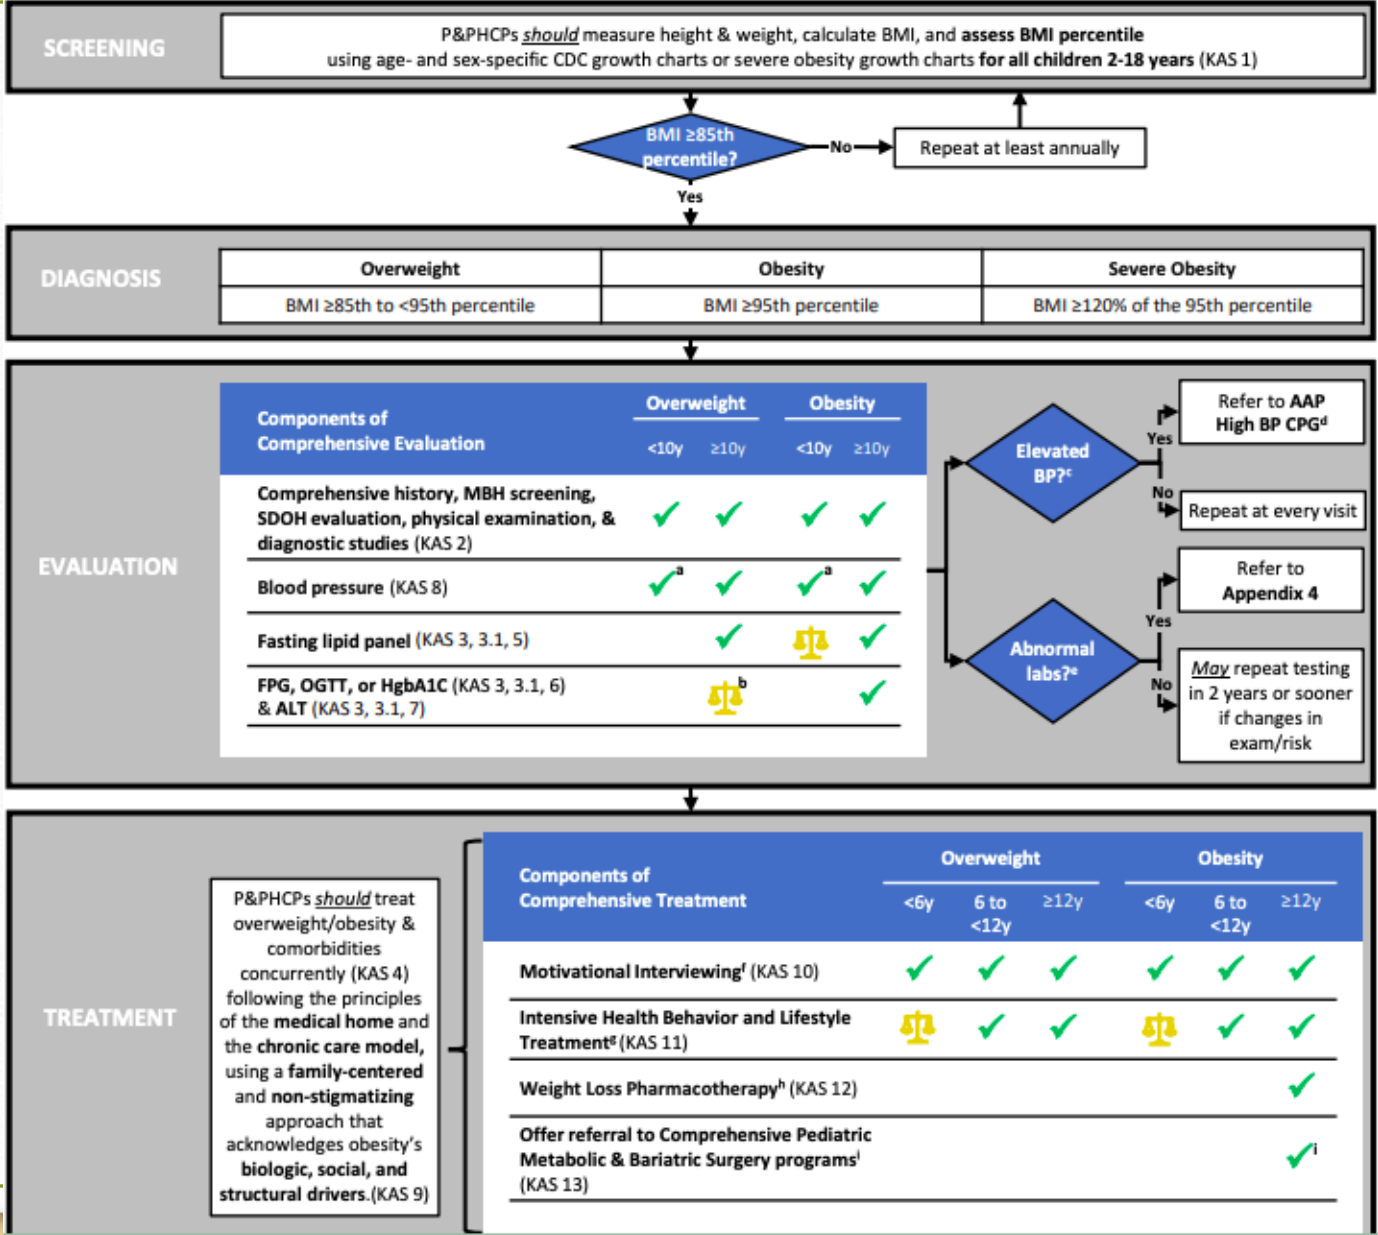 SCREENING
P&PHCPs should measure height & weight, calculate BMI, and assess BMI percentile
using age- and sex-specific CDC growth charts or severe obesity growth charts for all children 2-18 years (KAS 1)
BMI ≥85th
percentile?
No
Repeat at least annually
Yes
DIAGNOSIS
Overweight
Obesity
Severe Obesity
BMI ≥85th to <95th percentile
BMI ≥95th percentile
BMI ≥120% of the 95th percentile
EVALUATION
Components of
Comprehensive Evaluation
Overweight
Obesity
<10y
≥10y
<10y
≥10y
Comprehensive history, MBH screening,
SDOH evaluation, physical examination, &
diagnostic studies (KAS 2)
Blood pressure (KAS 8)
a
a
Fasting lipid panel (KAS 3, 3.1, 5)
FPG, OGTT, or HgbA1C (KAS 3, 3.1, 6)
& ALT (KAS 3, 3.1, 7)
b
Elevated
BP?c
Yes
Refer to AAP
High BP CPGd
No
Repeat at every visit
Abnormal
labs?e
Yes
Refer to
Appendix 4
No
May repeat testing
in 2 years or sooner
if changes in
exam/risk
TREATMENT
P&PHCPs should treat
overweight/obesity &
comorbidities
concurrently (KAS 4)
following the principles
of the medical home and
the chronic care model,
using a family-centered
and non-stigmatizing
approach that
acknowledges obesity's
biologic, social, and
structural drivers.(KAS 9)
Components of
Comprehensive Treatment
Overweight
Obesity
<6y
6 to
<12y
≥12y
<6y
6 to
<12y
≥12y
Motivational Interviewingf (KAS 10)
Intensive Health Behavior and Lifestyle
Treatmentg (KAS 11)
Weight Loss Pharmacotherapyh (KAS 12)
Offer referral to Comprehensive Pediatric
Metabolic & Bariatric Surgery programsi
(KAS 13)
i